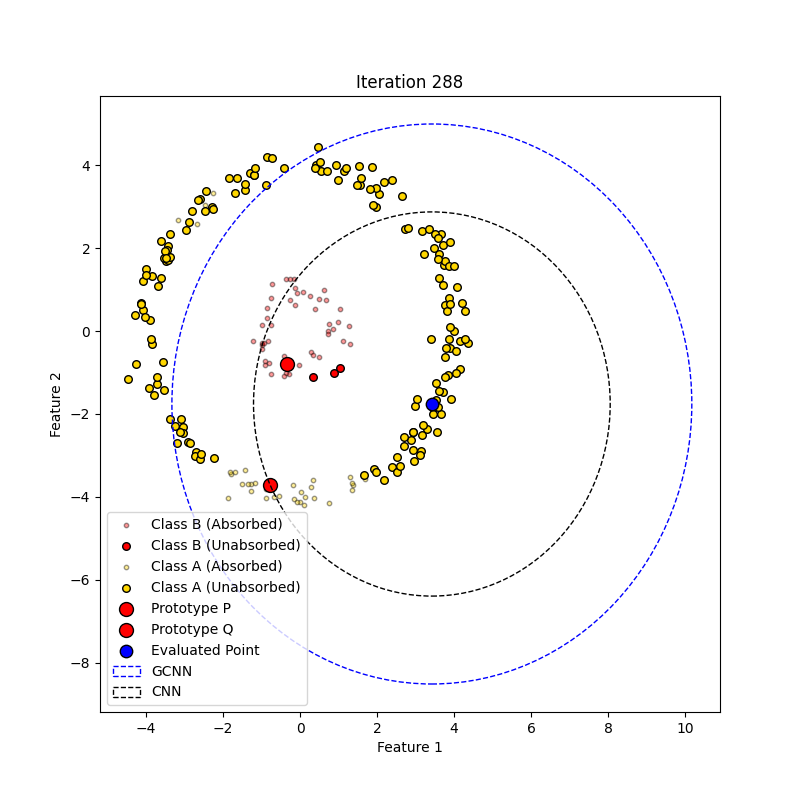 Iteration 288
Feature 2
4
2
0
−2
−4
−6
−8
Class B (Absorbed)
Class B (Unabsorbed)
Class A (Absorbed)
Class A (Unabsorbed)
Prototype P
Prototype Q
Evaluated Point
GCNN
CNN
−4 −2 0 2 4 6 8 10
Feature 1